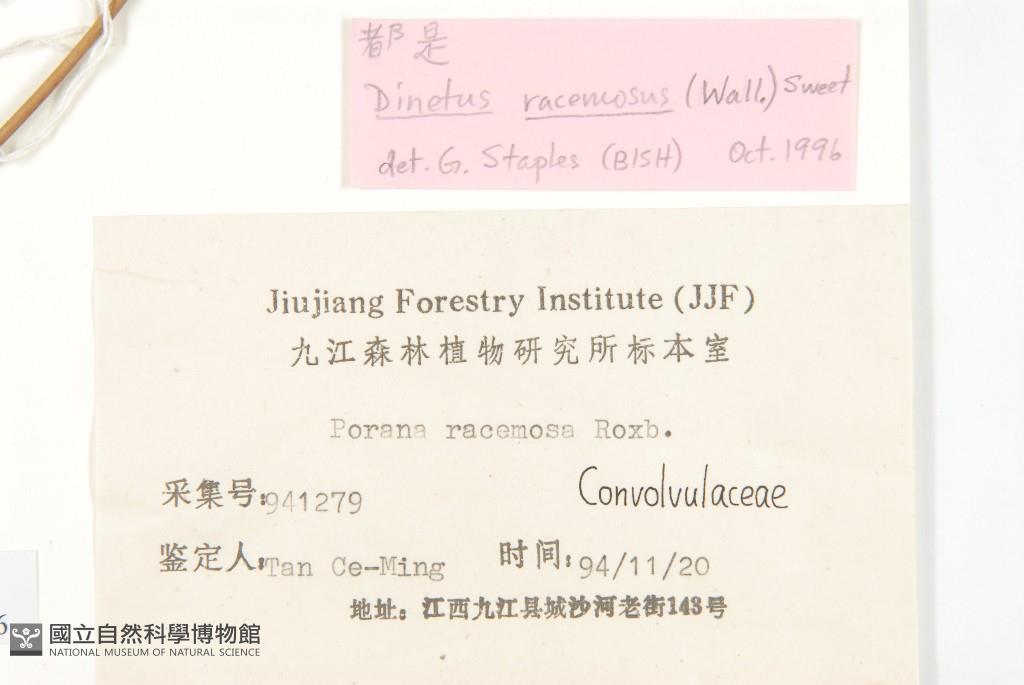 都是
Dinetus racemosus (Wall.) Sweet
det. G. Staples (BISH) Oct. 1996
Jiujiang Forestry Institute (JJF)
九江森林植物研究所标本室
Porana racemosa Roxb.
采集号:941279
Convolvulaceae
鉴定人:Tan Ce-Ming 时间:94/11/20
地址:江西九江县城沙河老街143号
6
國立自然科學博物館
NATIONAL MUSEUM OF NATURAL SCIENCE